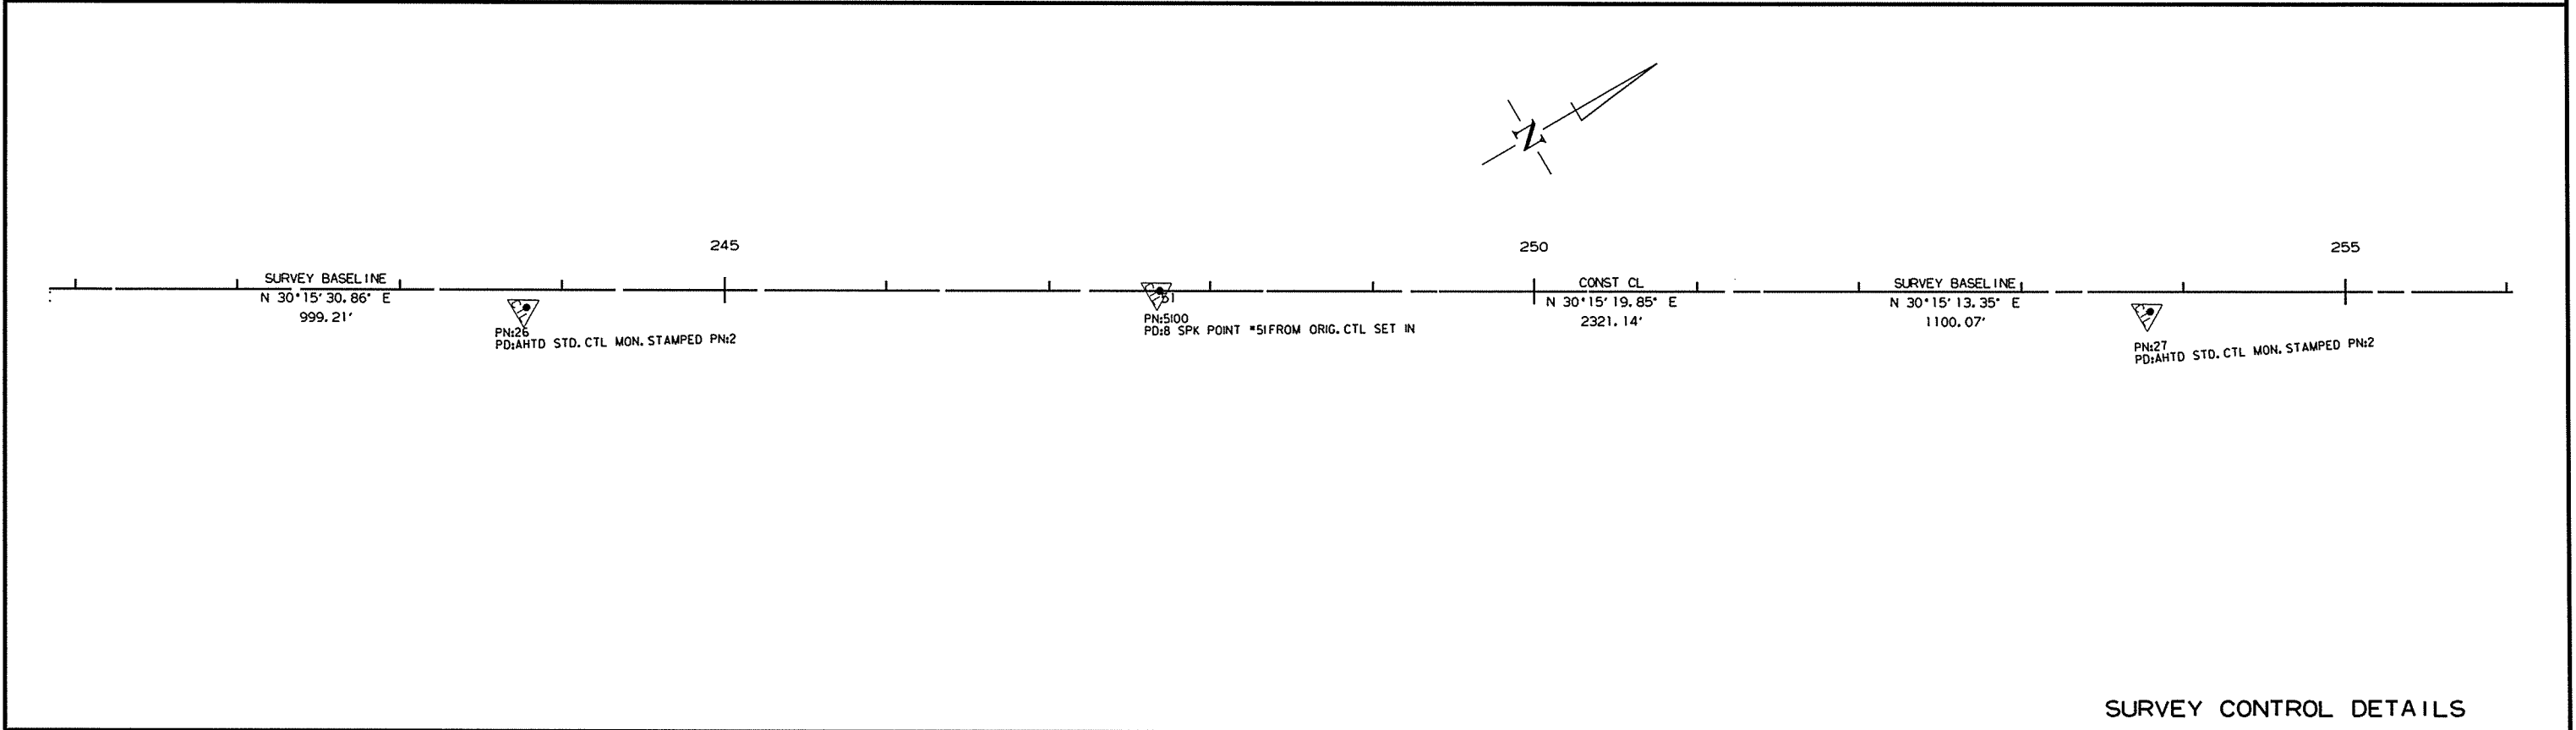 N
245
250
255
SURVEY BASELINE
N 30°15'30.86" E
999.21'
CONST CL
N 30°15'19.85" E
2321.14'
SURVEY BASELINE
N 30°15'13.35" E
1100.07'
PN:26
PD:AHTD STD. CTL MON. STAMPED PN:2
51
PN:5100
PD:8 SPK POINT #51FROM ORIG. CTL SET IN
PN:27
PD:AHTD STD. CTL MON. STAMPED PN:2
SURVEY CONTROL DETAILS